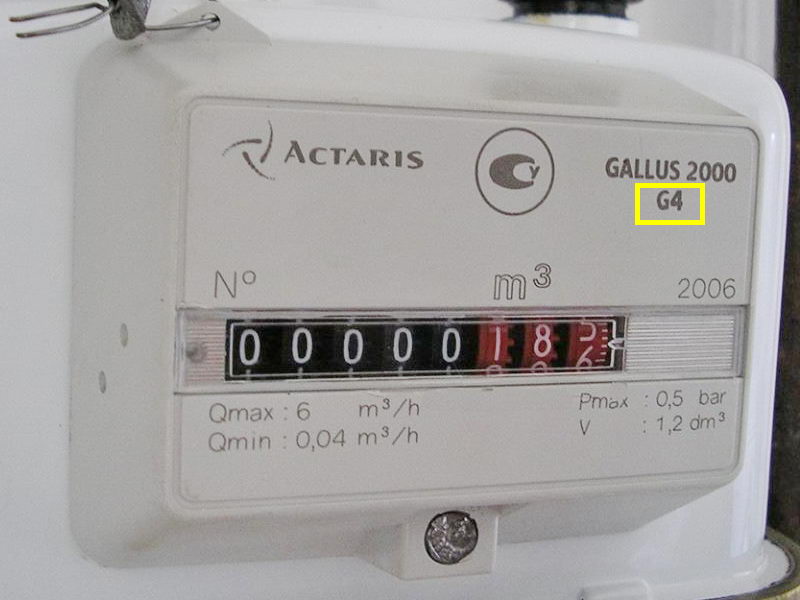 ACTARIS
GALLUS 2000
G4
Nº m³ 2006
0 0 0 0 0 1 8
Qmax : 6 m³/h
Qmin : 0,04 m³/h
Pmax : 0,5 bar
V : 1,2 dm³